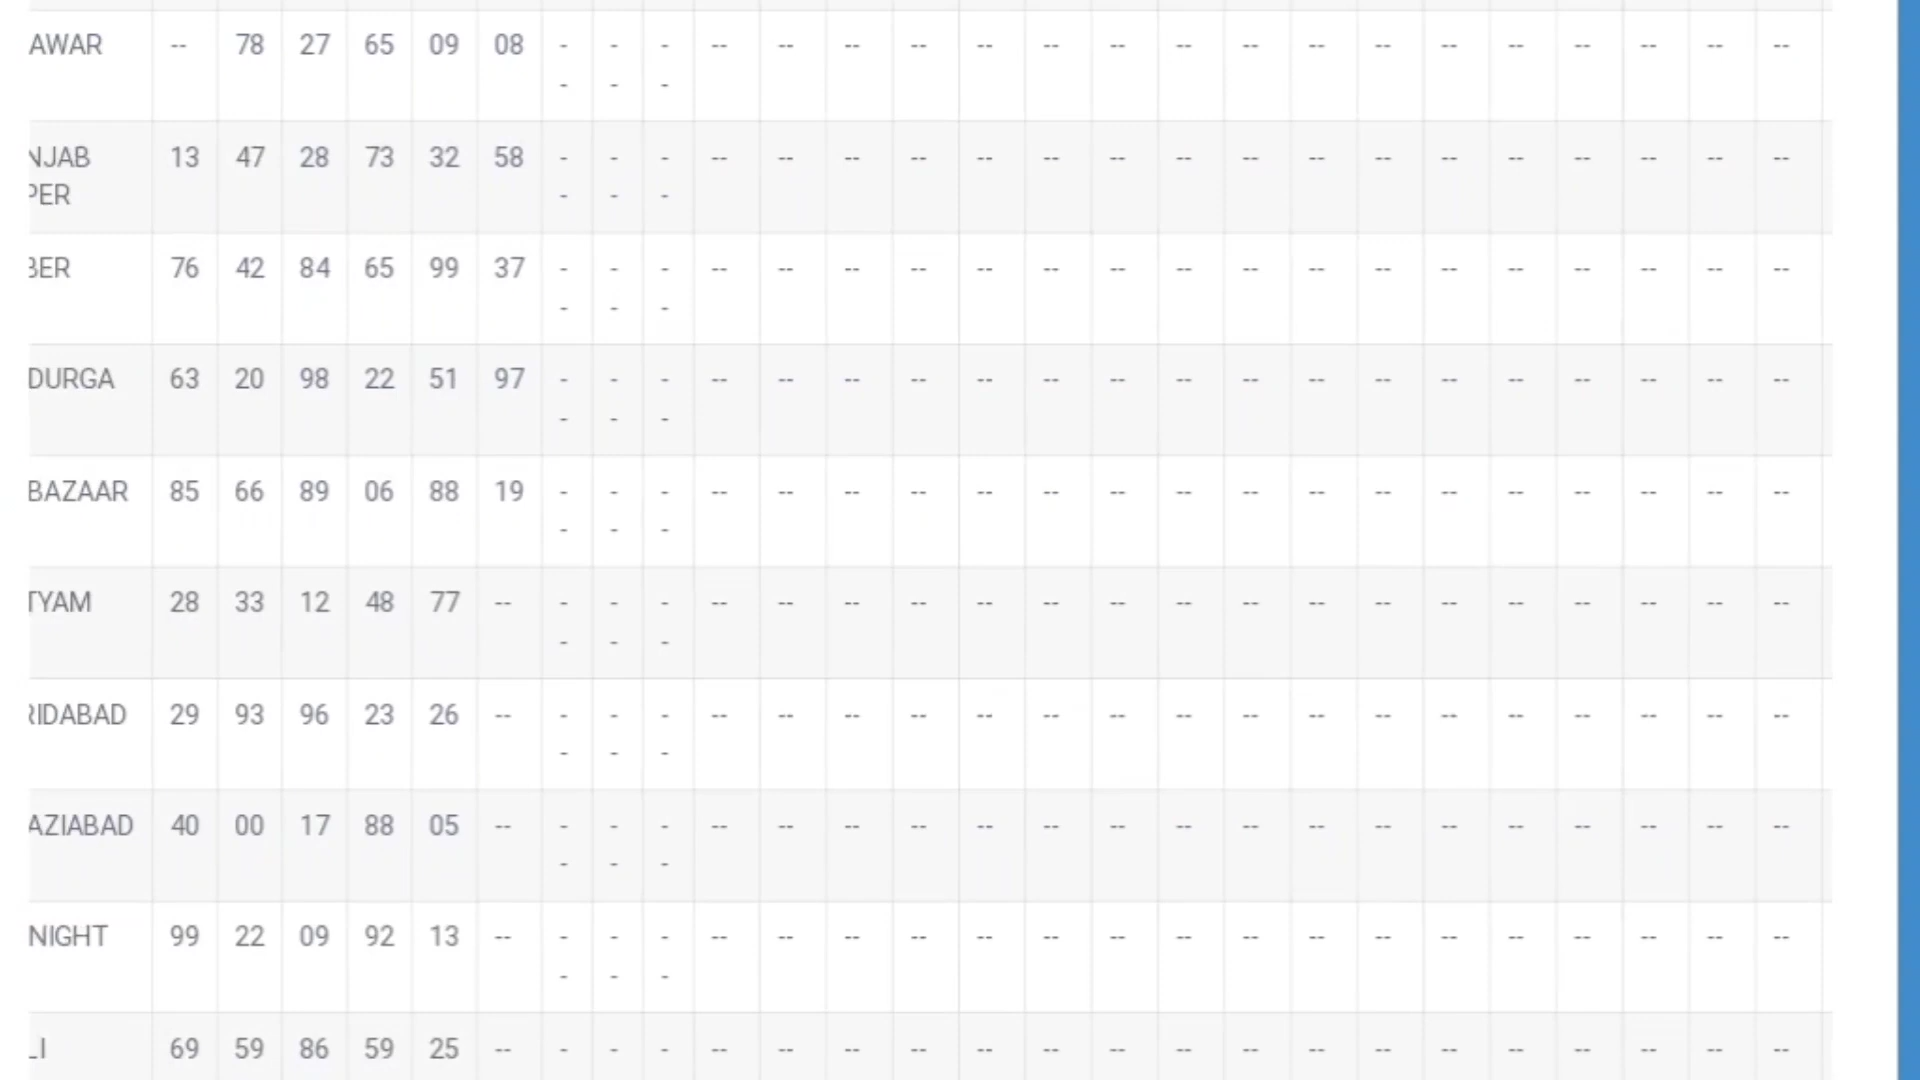 AWAR -- 78 27 65 09 08 - - - -- -- -- -- -- -- -- -- -- -- -- -- -- -- -- -- --
- - -
NJAB 13 47 28 73 32 58 - - - -- -- -- -- -- -- -- -- -- -- -- -- -- -- -- -- --
PER - - -
BER 76 42 84 65 99 37 - - - -- -- -- -- -- -- -- -- -- -- -- -- -- -- -- -- --
- - -
DURGA 63 20 98 22 51 97 - - - -- -- -- -- -- -- -- -- -- -- -- -- -- -- -- -- --
- - -
BAZAAR 85 66 89 06 88 19 - - - -- -- -- -- -- -- -- -- -- -- -- -- -- -- -- -- --
- - -
TYAM 28 33 12 48 77 -- - - - -- -- -- -- -- -- -- -- -- -- -- -- -- -- -- -- --
- - -
RIDABAD 29 93 96 23 26 -- - - - -- -- -- -- -- -- -- -- -- -- -- -- -- -- -- -- --
- - -
AZIABAD 40 00 17 88 05 -- - - - -- -- -- -- -- -- -- -- -- -- -- -- -- -- -- -- --
- - -
NIGHT 99 22 09 92 13 -- - - - -- -- -- -- -- -- -- -- -- -- -- -- -- -- -- -- --
- - -
LI 69 59 86 59 25 -- - - - -- -- -- -- -- -- -- -- -- -- -- -- -- -- -- -- --